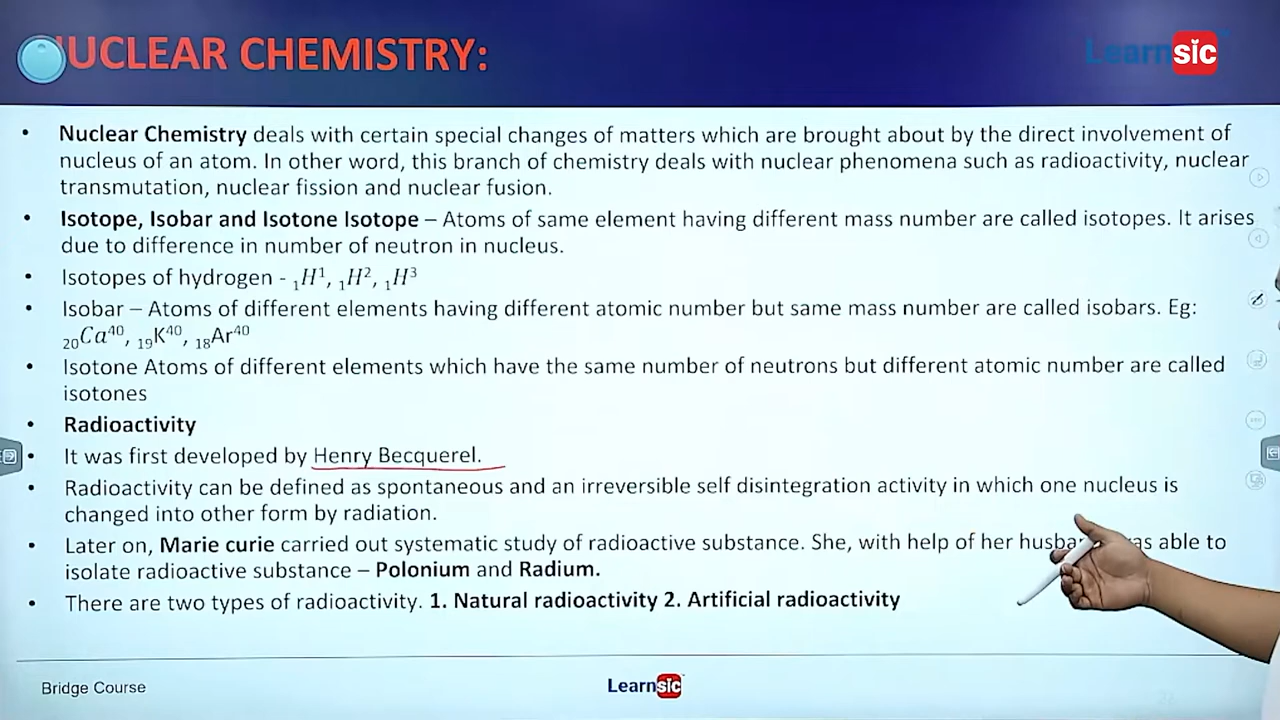 UCLEAR CHEMISTRY:
Learnsic
• Nuclear Chemistry deals with certain special changes of matters which are brought about by the direct involvement of
nucleus of an atom. In other word, this branch of chemistry deals with nuclear phenomena such as radioactivity, nuclear
transmutation, nuclear fission and nuclear fusion.
• Isotope, Isobar and Isotone Isotope – Atoms of same element having different mass number are called isotopes. It arises
due to difference in number of neutron in nucleus.
• Isotopes of hydrogen - ₁H¹, ₁H², ₁H³
• Isobar – Atoms of different elements having different atomic number but same mass number are called isobars. Eg:
₂₀Ca⁴⁰, ₁₉K⁴⁰, ₁₈Ar⁴⁰
• Isotone Atoms of different elements which have the same number of neutrons but different atomic number are called
isotones
• Radioactivity
• It was first developed by Henry Becquerel.
• Radioactivity can be defined as spontaneous and an irreversible self disintegration activity in which one nucleus is
changed into other form by radiation.
• Later on, Marie curie carried out systematic study of radioactive substance. She, with help of her able to
isolate radioactive substance – Polonium and Radium.
• There are two types of radioactivity. 1. Natural radioactivity 2. Artificial radioactivity
Bridge Course
Learnsic